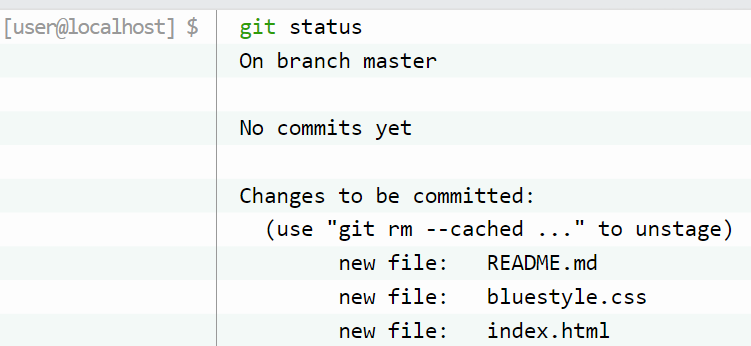 [user@localhost] $ git status
On branch master
No commits yet
Changes to be committed:
(use "git rm --cached ..." to unstage)
new file: README.md
new file: bluestyle.css
new file: index.html